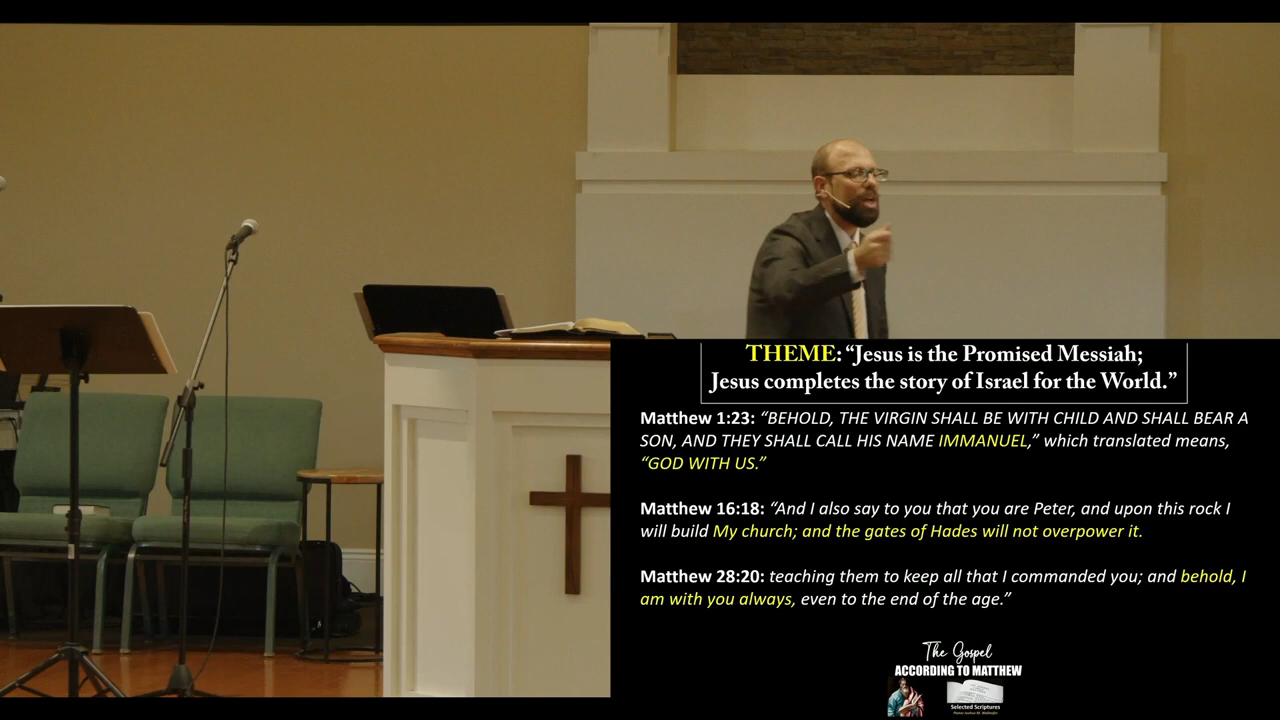 THEME: “Jesus is the Promised Messiah;
Jesus completes the story of Israel for the World.”
Matthew 1:23: “BEHOLD, THE VIRGIN SHALL BE WITH CHILD AND SHALL BEAR A
SON, AND THEY SHALL CALL HIS NAME IMMANUEL,” which translated means,
“GOD WITH US.”
Matthew 16:18: “And I also say to you that you are Peter, and upon this rock I
will build My church; and the gates of Hades will not overpower it.
Matthew 28:20: teaching them to keep all that I commanded you; and behold, I
am with you always, even to the end of the age.”
The Gospel
ACCORDING TO MATTHEW
Selected Scriptures